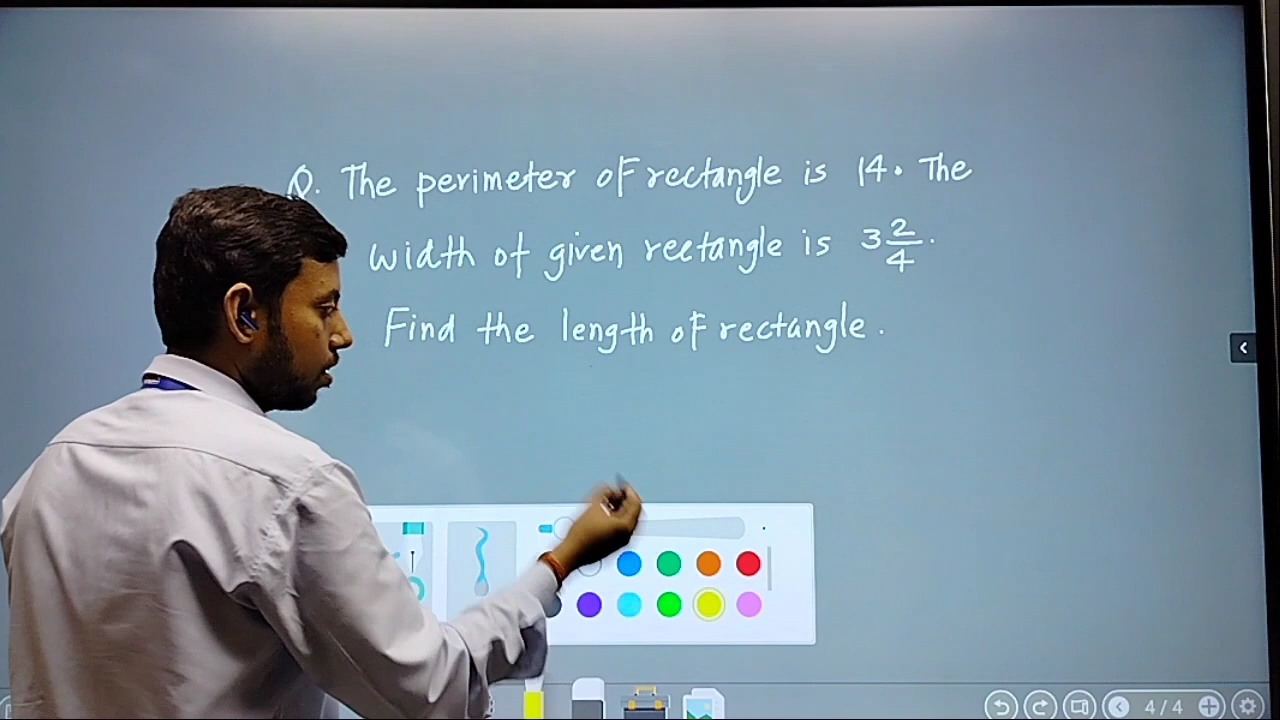 Q. The perimeter of rectangle is 14. The
width of given rectangle is 3 2/4.
Find the length of rectangle.
4/4